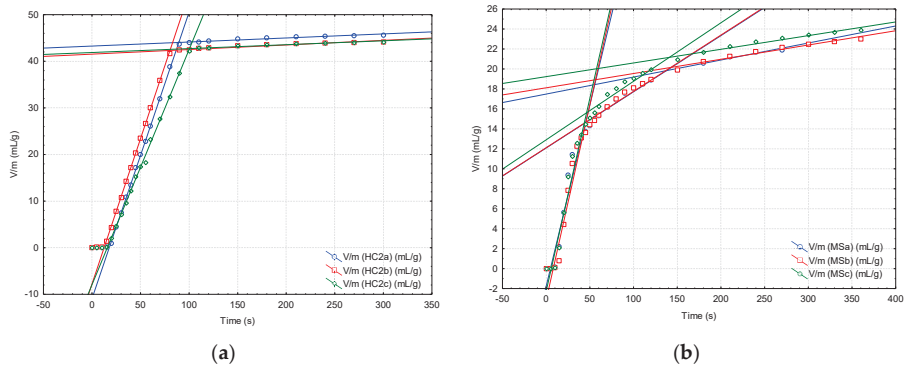 50
40
30
20
10
0
-10
-50 0 50 100 150 200 250 300 350
V/m (mL/g)
Time (s)
V/m (HC2a) (mL/g)
V/m (HC2b) (mL/g)
V/m (HC2c) (mL/g)
(a)
26
24
22
20
18
16
14
12
10
8
6
4
2
0
-2
-50 0 50 100 150 200 250 300 350 400
V/m (mL/g)
Time (s)
V/m (MSa) (mL/g)
V/m (MSb) (mL/g)
V/m (MSc) (mL/g)
(b)